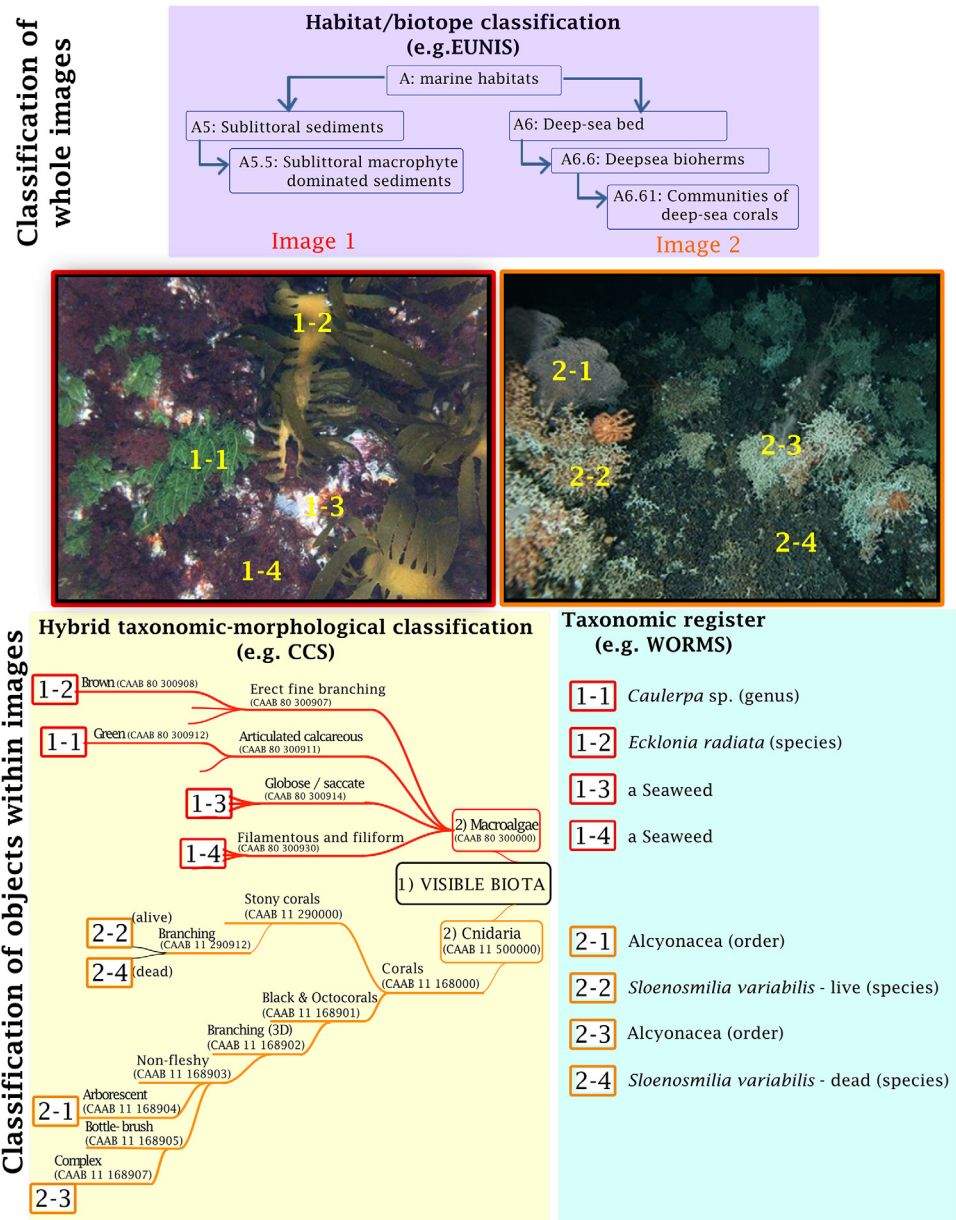 Classification of
whole images
Habitat/biotope classification
(e.g.EUNIS)
A: marine habitats
A5: Sublittoral sediments
A5.5: Sublittoral macrophyte
dominated sediments
A6: Deep-sea bed
A6.6: Deepsea bioherms
A6.61: Communities of
deep-sea corals
Image 1
Image 2
1-2
1-1
1-3
1-4
2-1
2-2
2-3
2-4
Classification of objects within images
Hybrid taxonomic-morphological classification
(e.g. CCS)
1-2
Brown (CAAB 80 300908)
Erect fine branching
(CAAB 80 300907)
1-1
Green (CAAB 80 300912)
Articulated calcareous
(CAAB 80 300911)
1-3
Globose / saccate
(CAAB 80 300914)
1-4
Filamentous and filiform
(CAAB 80 300930)
2) Macroalgae
(CAAB 80 300000)
1) VISIBLE BIOTA
2) Cnidaria
(CAAB 11 500000)
Stony corals
(CAAB 11 290000)
2-2
(alive)
Branching
(CAAB 11 290912)
2-4
(dead)
Corals
(CAAB 11 168000)
Black & Octocorals
(CAAB 11 168901)
Branching (3D)
(CAAB 11 168902)
Non-fleshy
(CAAB 11 168903)
2-1
Arborescent
(CAAB 11 168904)
Bottle-brush
(CAAB 11 168905)
Complex
(CAAB 11 168907)
2-3
Taxonomic register
(e.g. WORMS)
1-1 Caulerpa sp. (genus)
1-2 Ecklonia radiata (species)
1-3 a Seaweed
1-4 a Seaweed
2-1 Alcyonacea (order)
2-2 Sloenosmilia variabilis - live (species)
2-3 Alcyonacea (order)
2-4 Sloenosmilia variabilis - dead (species)